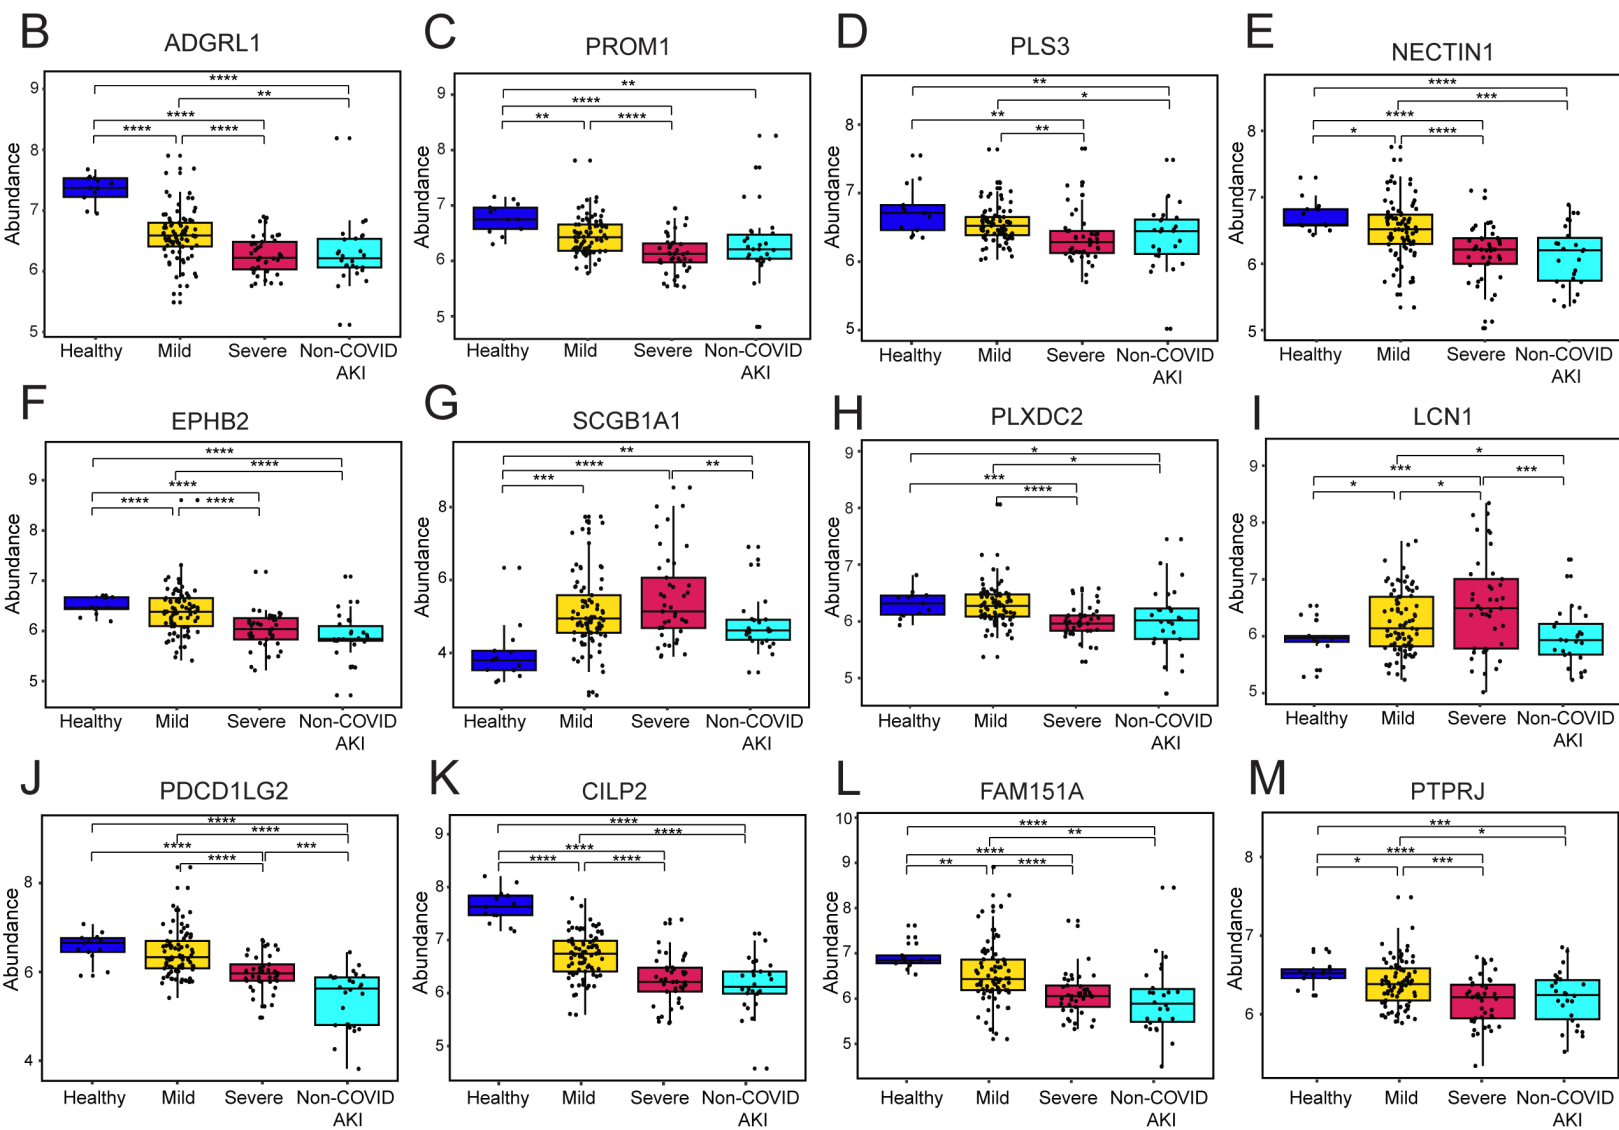 B ADGRL1
Abundance
9
8
7
6
5
**** ** **** **** ****
Healthy Mild Severe Non-COVID
AKI
C PROM1
Abundance
9
8
7
6
5
** **** ** ****
Healthy Mild Severe Non-COVID
AKI
D PLS3
Abundance
8
7
6
5
** * ** **
Healthy Mild Severe Non-COVID
AKI
E NECTIN1
Abundance
8
7
6
5
**** *** **** * ****
Healthy Mild Severe Non-COVID
AKI
F EPHB2
Abundance
9
8
7
6
5
**** **** **** **** ****
Healthy Mild Severe Non-COVID
AKI
G SCGB1A1
Abundance
8
6
4
** **** ** ***
Healthy Mild Severe Non-COVID
AKI
H PLXDC2
Abundance
9
8
7
6
5
* * *** ****
Healthy Mild Severe Non-COVID
AKI
I LCN1
Abundance
9
8
7
6
5
* *** *** * *
Healthy Mild Severe Non-COVID
AKI
J PDCD1LG2
Abundance
8
6
4
**** **** **** *** ****
Healthy Mild Severe Non-COVID
AKI
K CILP2
Abundance
9
8
7
6
5
**** **** **** **** ****
Healthy Mild Severe Non-COVID
AKI
L FAM151A
Abundance
10
9
8
7
6
5
**** ** **** ** ****
Healthy Mild Severe Non-COVID
AKI
M PTPRJ
Abundance
8
7
6
*** * **** * ***
Healthy Mild Severe Non-COVID
AKI